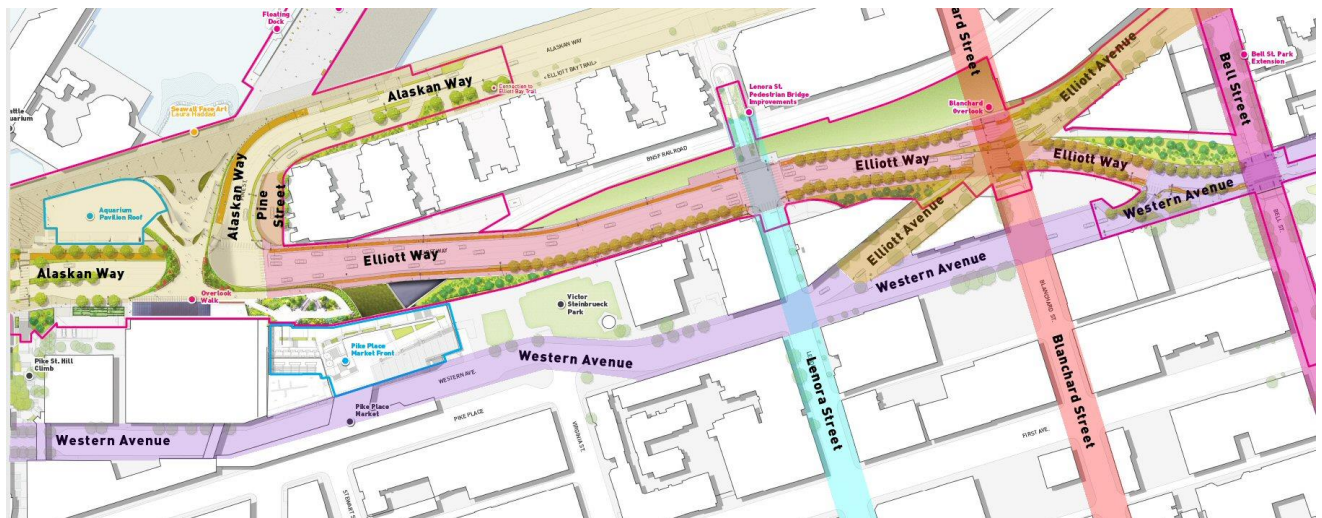 Floating
Dock
Seawall Face Art
Laura Haddad
Aquarium
Pavilion Roof
Alaskan Way
Overlook
Walk
Pike St. Hill
Climb
Western Avenue
Alaskan Way
Pine
Street
Alaskan Way
ALASKAN WAY
ELLIOTT BAY TRAIL
Connection to
Elliott Bay Trail
BNSF RAILROAD
Elliott Way
Pike Place
Market Front
Pike Place
Market
WESTERN AVE.
PIKE PLACE
Western Avenue
Victor
Steinbrueck
Park
VIRGINIA ST.
Lenora St.
Pedestrian Bridge
Improvements
Elliott Way
Lenora Street
Blanchard
Overlook
Elliott Avenue
Elliott Avenue
Western Avenue
BLANCHARD ST.
Blanchard Street
FIRST AVE.
ard Street
Elliott Way
Western Avenue
Bell Street
Bell St. Park
Extension
BELL ST.